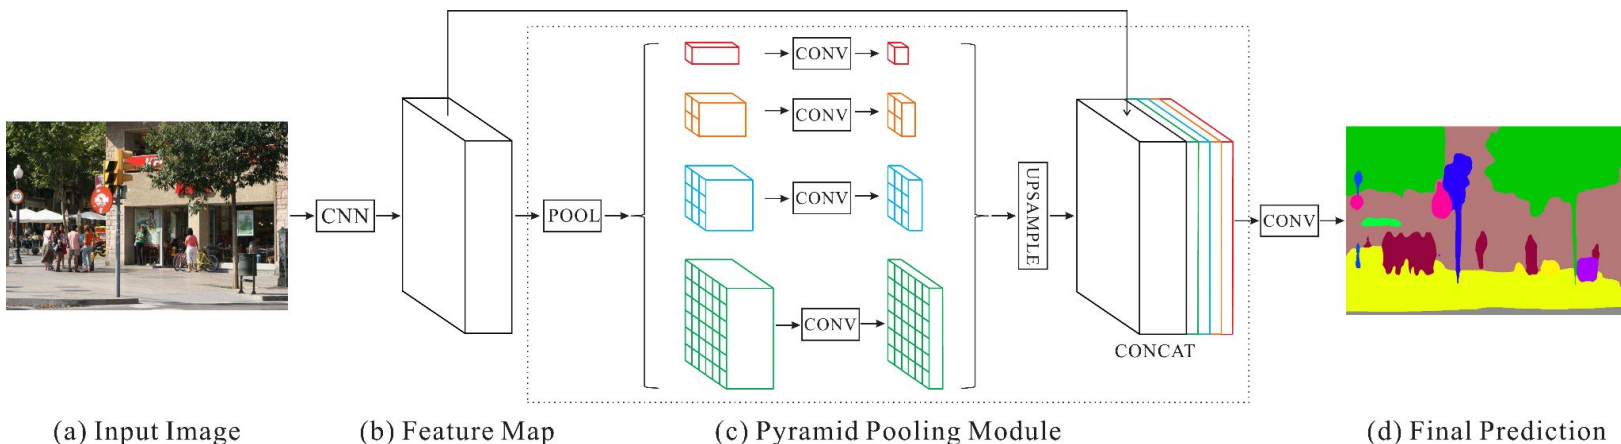 CNN
POOL
CONV
CONV
CONV
CONV
UPSAMPLE
CONCAT
CONV
(a) Input Image
(b) Feature Map
(c) Pyramid Pooling Module
(d) Final Prediction